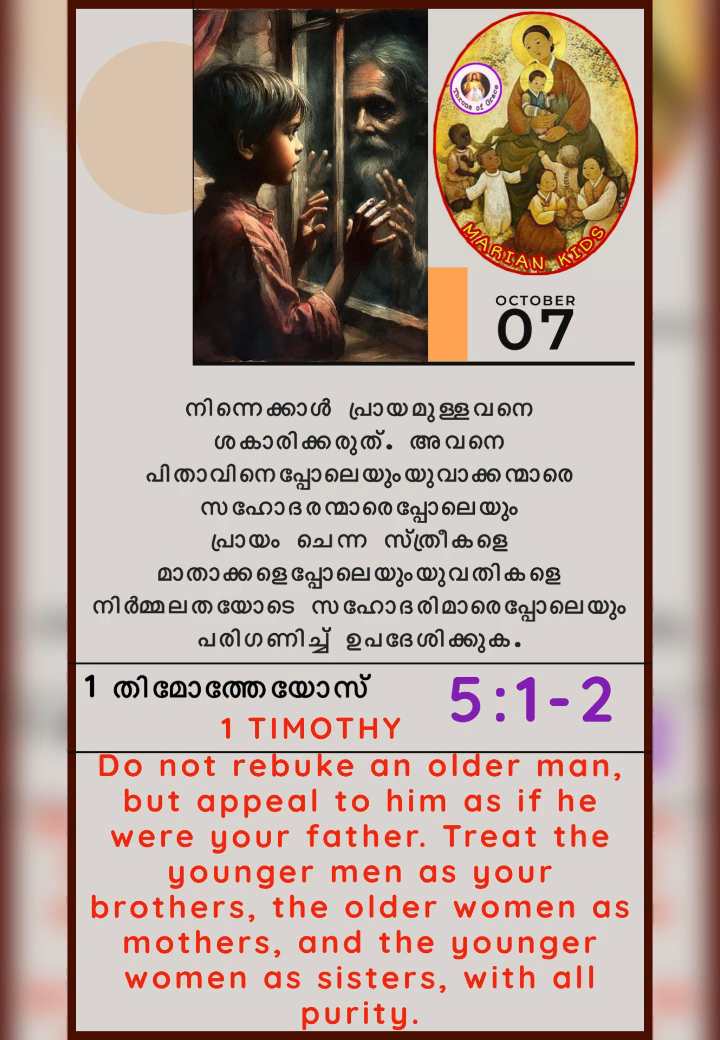 Throne of Grace
MARIAN KIDS
OCTOBER
07
നിന്നെക്കാൾ പ്രായമുള്ളവനെ
ശകാരിക്കരുത്. അവനെ
പിതാവിനെപ്പോലെയുംയുവാക്കന്മാരെ
സഹോദരന്മാരെപ്പോലെയും
പ്രായം ചെന്ന സ്ത്രീകളെ
മാതാക്കളെപ്പോലെയുംയുവതികളെ
നിർമ്മലതയോടെ സഹോദരിമാരെപ്പോലെയും
പരിഗണിച്ച് ഉപദേശിക്കുക.
1 തിമോത്തേയോസ്
5:1-2
1 TIMOTHY
Do not rebuke an older man,
but appeal to him as if he
were your father. Treat the
younger men as your
brothers, the older women as
mothers, and the younger
women as sisters, with all
purity.